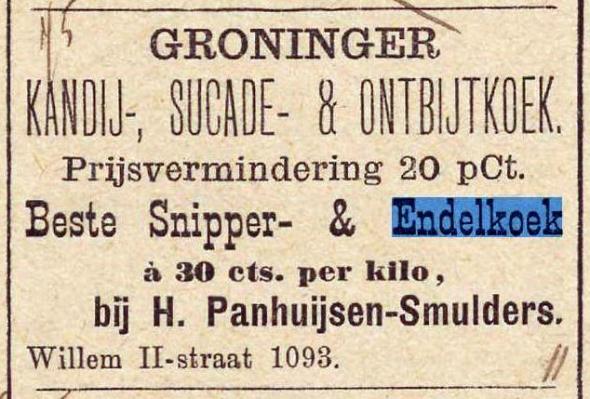 GRONINGER
KANDIJ-, SUCADE- & ONTBIJTKOEK.
Prijsvermindering 20 pCt.
Beste Snipper- & Endelkoek
à 30 cts. per kilo,
bij H. Panhuijsen-Smulders.
Willem II-straat 1093.